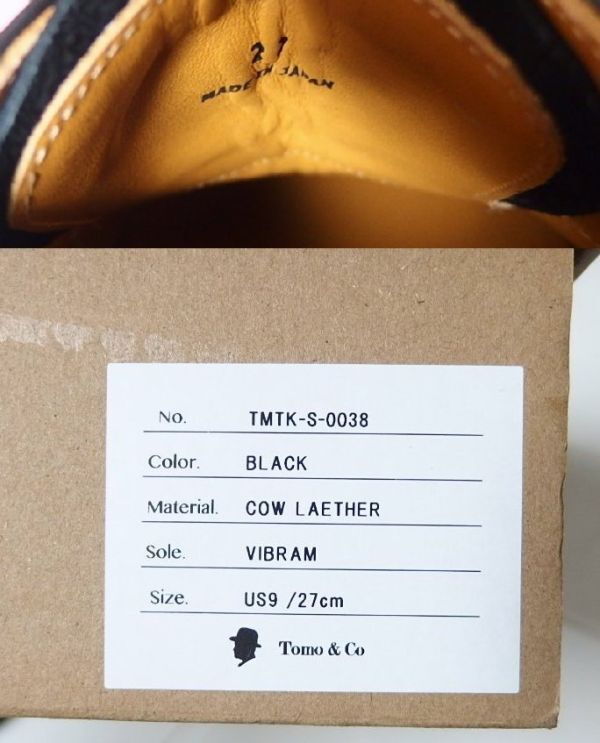 27
MADE IN JAPAN
No. TMTK-S-0038
Color. BLACK
Material. COW LAETHER
Sole. VIBRAM
Size. US9 /27cm
Tomo & Co